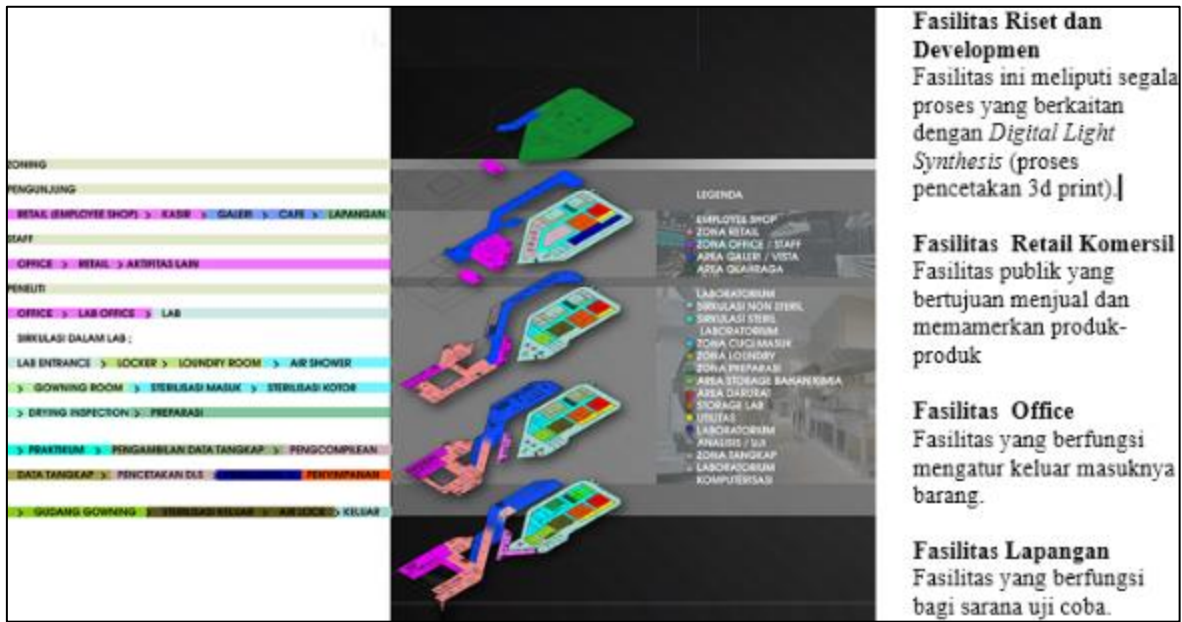 ZONING
PENGUNJUNG
RETAIL (EMPLOYEE SHOP) > KASIR > GALERI > CAFE > LAPANGAN
STAFF
OFFICE > RETAIL > AKTIFITAS LAIN
PENELITI
OFFICE > LAB OFFICE > LAB
SIRKULASI DALAM LAB ;
LAB ENTRANCE > LOCKER > LOUNDRY ROOM > AIR SHOWER
> GOWNING ROOM > STERILISASI MASUK > STERILISASI KOTOR
> DRYING INSPECTION > PREPARASI
> PRAKTIKUM > PENGAMBILAN DATA TANGKAP > PENGCOMPILEAN
DATA TANGKAP > PENCETAKAN DLS PENYIMPANAN
> GUDANG GOWNING > STERILISASI KELUAR > AIR LOCK > KELUAR
LEGENDA
EMPLOYEE SHOP
ZONA RETAIL
ZONA OFFICE / STAFF
AREA GALERI / VISTA
AREA OLAHRAGA
LABORATORIUM
SIRKULASI NON STERIL
SIRKULASI STERIL
LABORATORIUM
ZONA CUCI MASUK
ZONA LOUNDRY
ZONA PREPARASI
AREA STORAGE BAHAN KIMIA
AREA DARURAT
STORAGE LAB
UTILITAS
LABORATORIUM
ANALISIS / UJI
ZONA TANGKAP
LABORATORIUM
KOMPUTERISASI
Fasilitas Riset dan
Developmen
Fasilitas ini meliputi segala
proses yang berkaitan
dengan Digital Light
Synthesis (proses
pencetakan 3d print).
Fasilitas Retail Komersil
Fasilitas publik yang
bertujuan menjual dan
memamerkan produk-
produk
Fasilitas Office
Fasilitas yang berfungsi
mengatur keluar masuknya
barang.
Fasilitas Lapangan
Fasilitas yang berfungsi
bagi sarana uji coba.